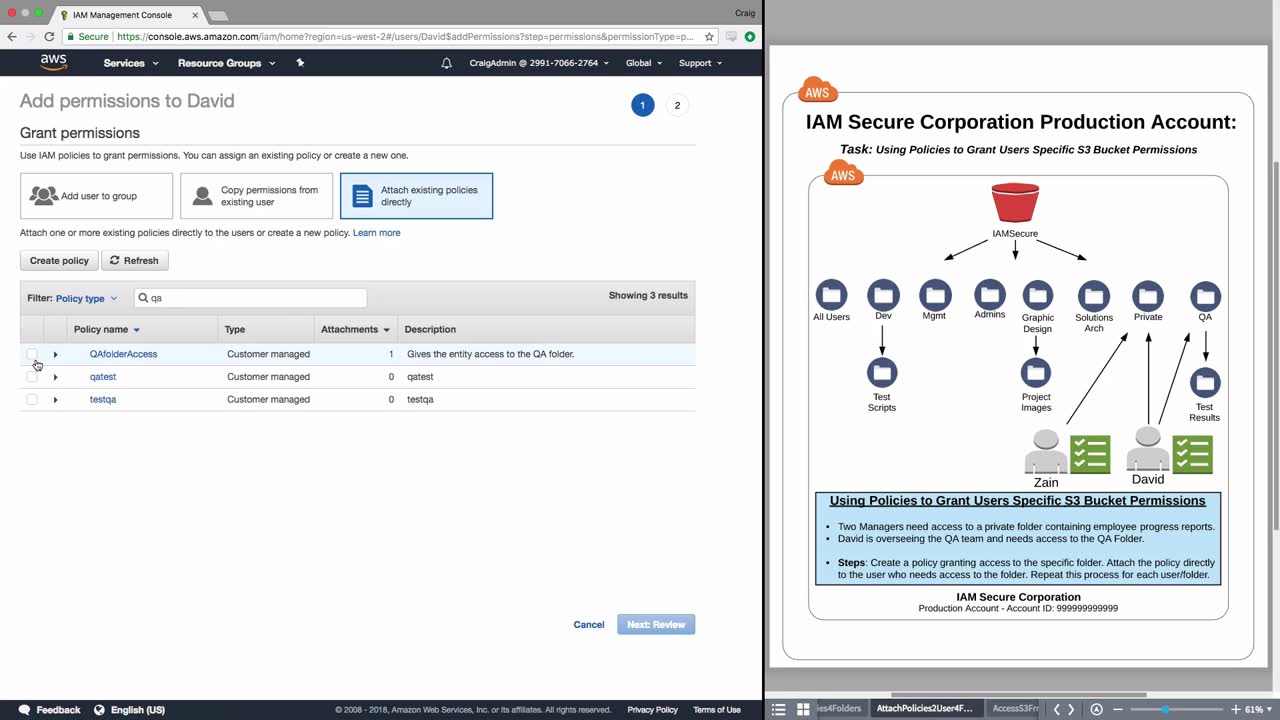 IAM Management Console
Craig
Secure https://console.aws.amazon.com/iam/home?region=us-west-2#/users/David$addPermissions?step=permissions&permissionType=p...
aws Services Resource Groups CraigAdmin @ 2991-7066-2764 Global Support
Add permissions to David
1 2
Grant permissions
Use IAM policies to grant permissions. You can assign an existing policy or create a new one.
Add user to group
Copy permissions from
existing user
Attach existing policies
directly
Attach one or more existing policies directly to the users or create a new policy. Learn more
Create policy Refresh
Filter: Policy type qa Showing 3 results
Policy name Type Attachments Description
QAfolderAccess Customer managed 1 Gives the entity access to the QA folder.
qatest Customer managed 0 qatest
testqa Customer managed 0 testqa
Cancel Next: Review
Feedback English (US) © 2008 - 2018, Amazon Web Services, Inc. or its affiliates. All rights reserved. Privacy Policy Terms of Use
AWS
IAM Secure Corporation Production Account:
Task: Using Policies to Grant Users Specific S3 Bucket Permissions
AWS
IAMSecure
All Users Dev Mgmt Admins Graphic
Design Solutions
Arch Private QA
Test
Scripts
Project
Images
Test
Results
Zain David
Using Policies to Grant Users Specific S3 Bucket Permissions
• Two Managers need access to a private folder containing employee progress reports.
• David is overseeing the QA team and needs access to the QA Folder.
• Steps: Create a policy granting access to the specific folder. Attach the policy directly
to the user who needs access to the folder. Repeat this process for each user/folder.
IAM Secure Corporation
Production Account - Account ID: 999999999999
ies4Folders AttachPolicies2User4F... AccessS3Fr 61%